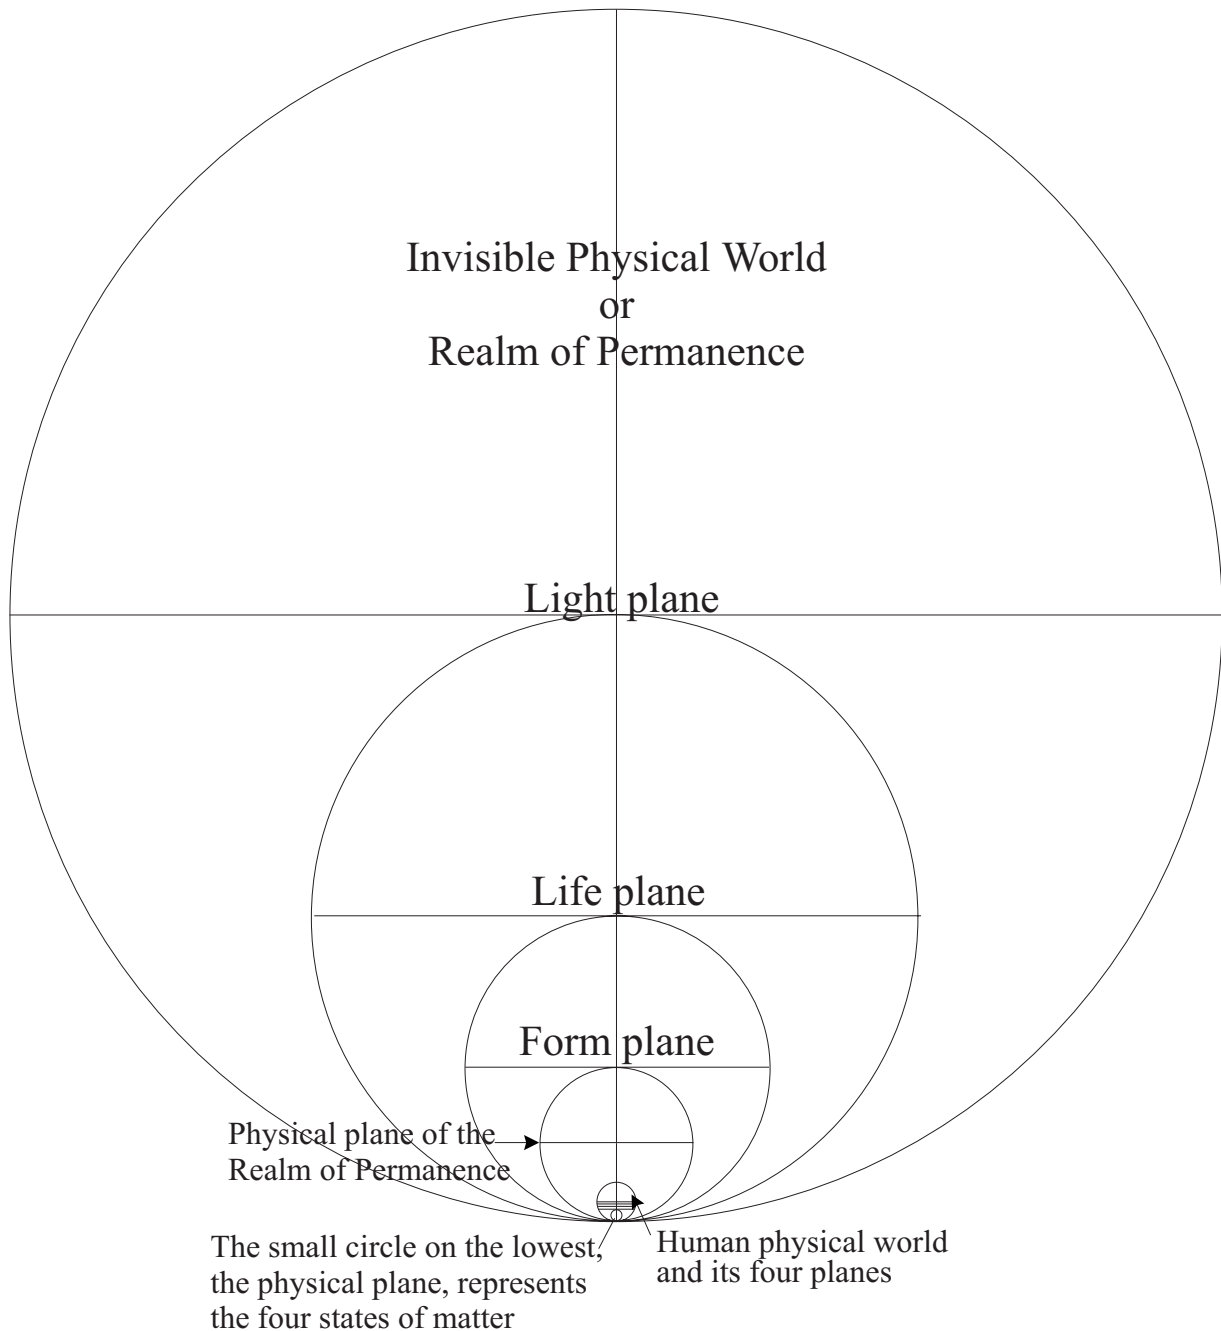 Invisible Physical World
or
Realm of Permanence
Light plane
Life plane
Form plane
Physical plane of the
Realm of Permanence
The small circle on the lowest,
the physical plane, represents
the four states of matter
Human physical world
and its four planes